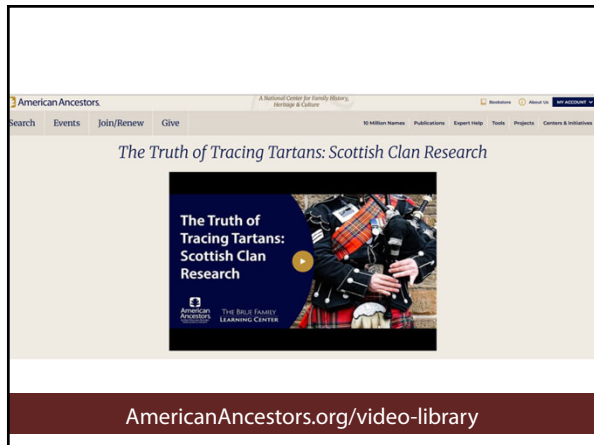 American Ancestors.
A National Center for Family History,
Heritage & Culture
Bookstore
About Us
MY ACCOUNT
Search Events Join/Renew Give
10 Million Names Publications Expert Help Tools Projects Centers & Initiatives
The Truth of Tracing Tartans: Scottish Clan Research
The Truth of
Tracing Tartans:
Scottish Clan
Research
American
Ancestors
THE BRUE FAMILY
LEARNING CENTER
AmericanAncestors.org/video-library